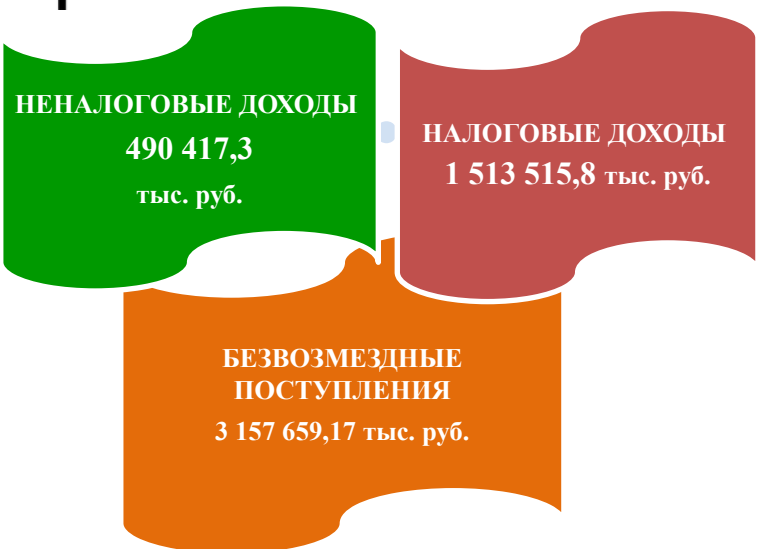 НЕНАЛОГОВЫЕ ДОХОДЫ
490 417,3
тыс. руб.
НАЛОГОВЫЕ ДОХОДЫ
1 513 515,8 тыс. руб.
БЕЗВОЗМЕЗДНЫЕ
ПОСТУПЛЕНИЯ
3 157 659,17 тыс. руб.